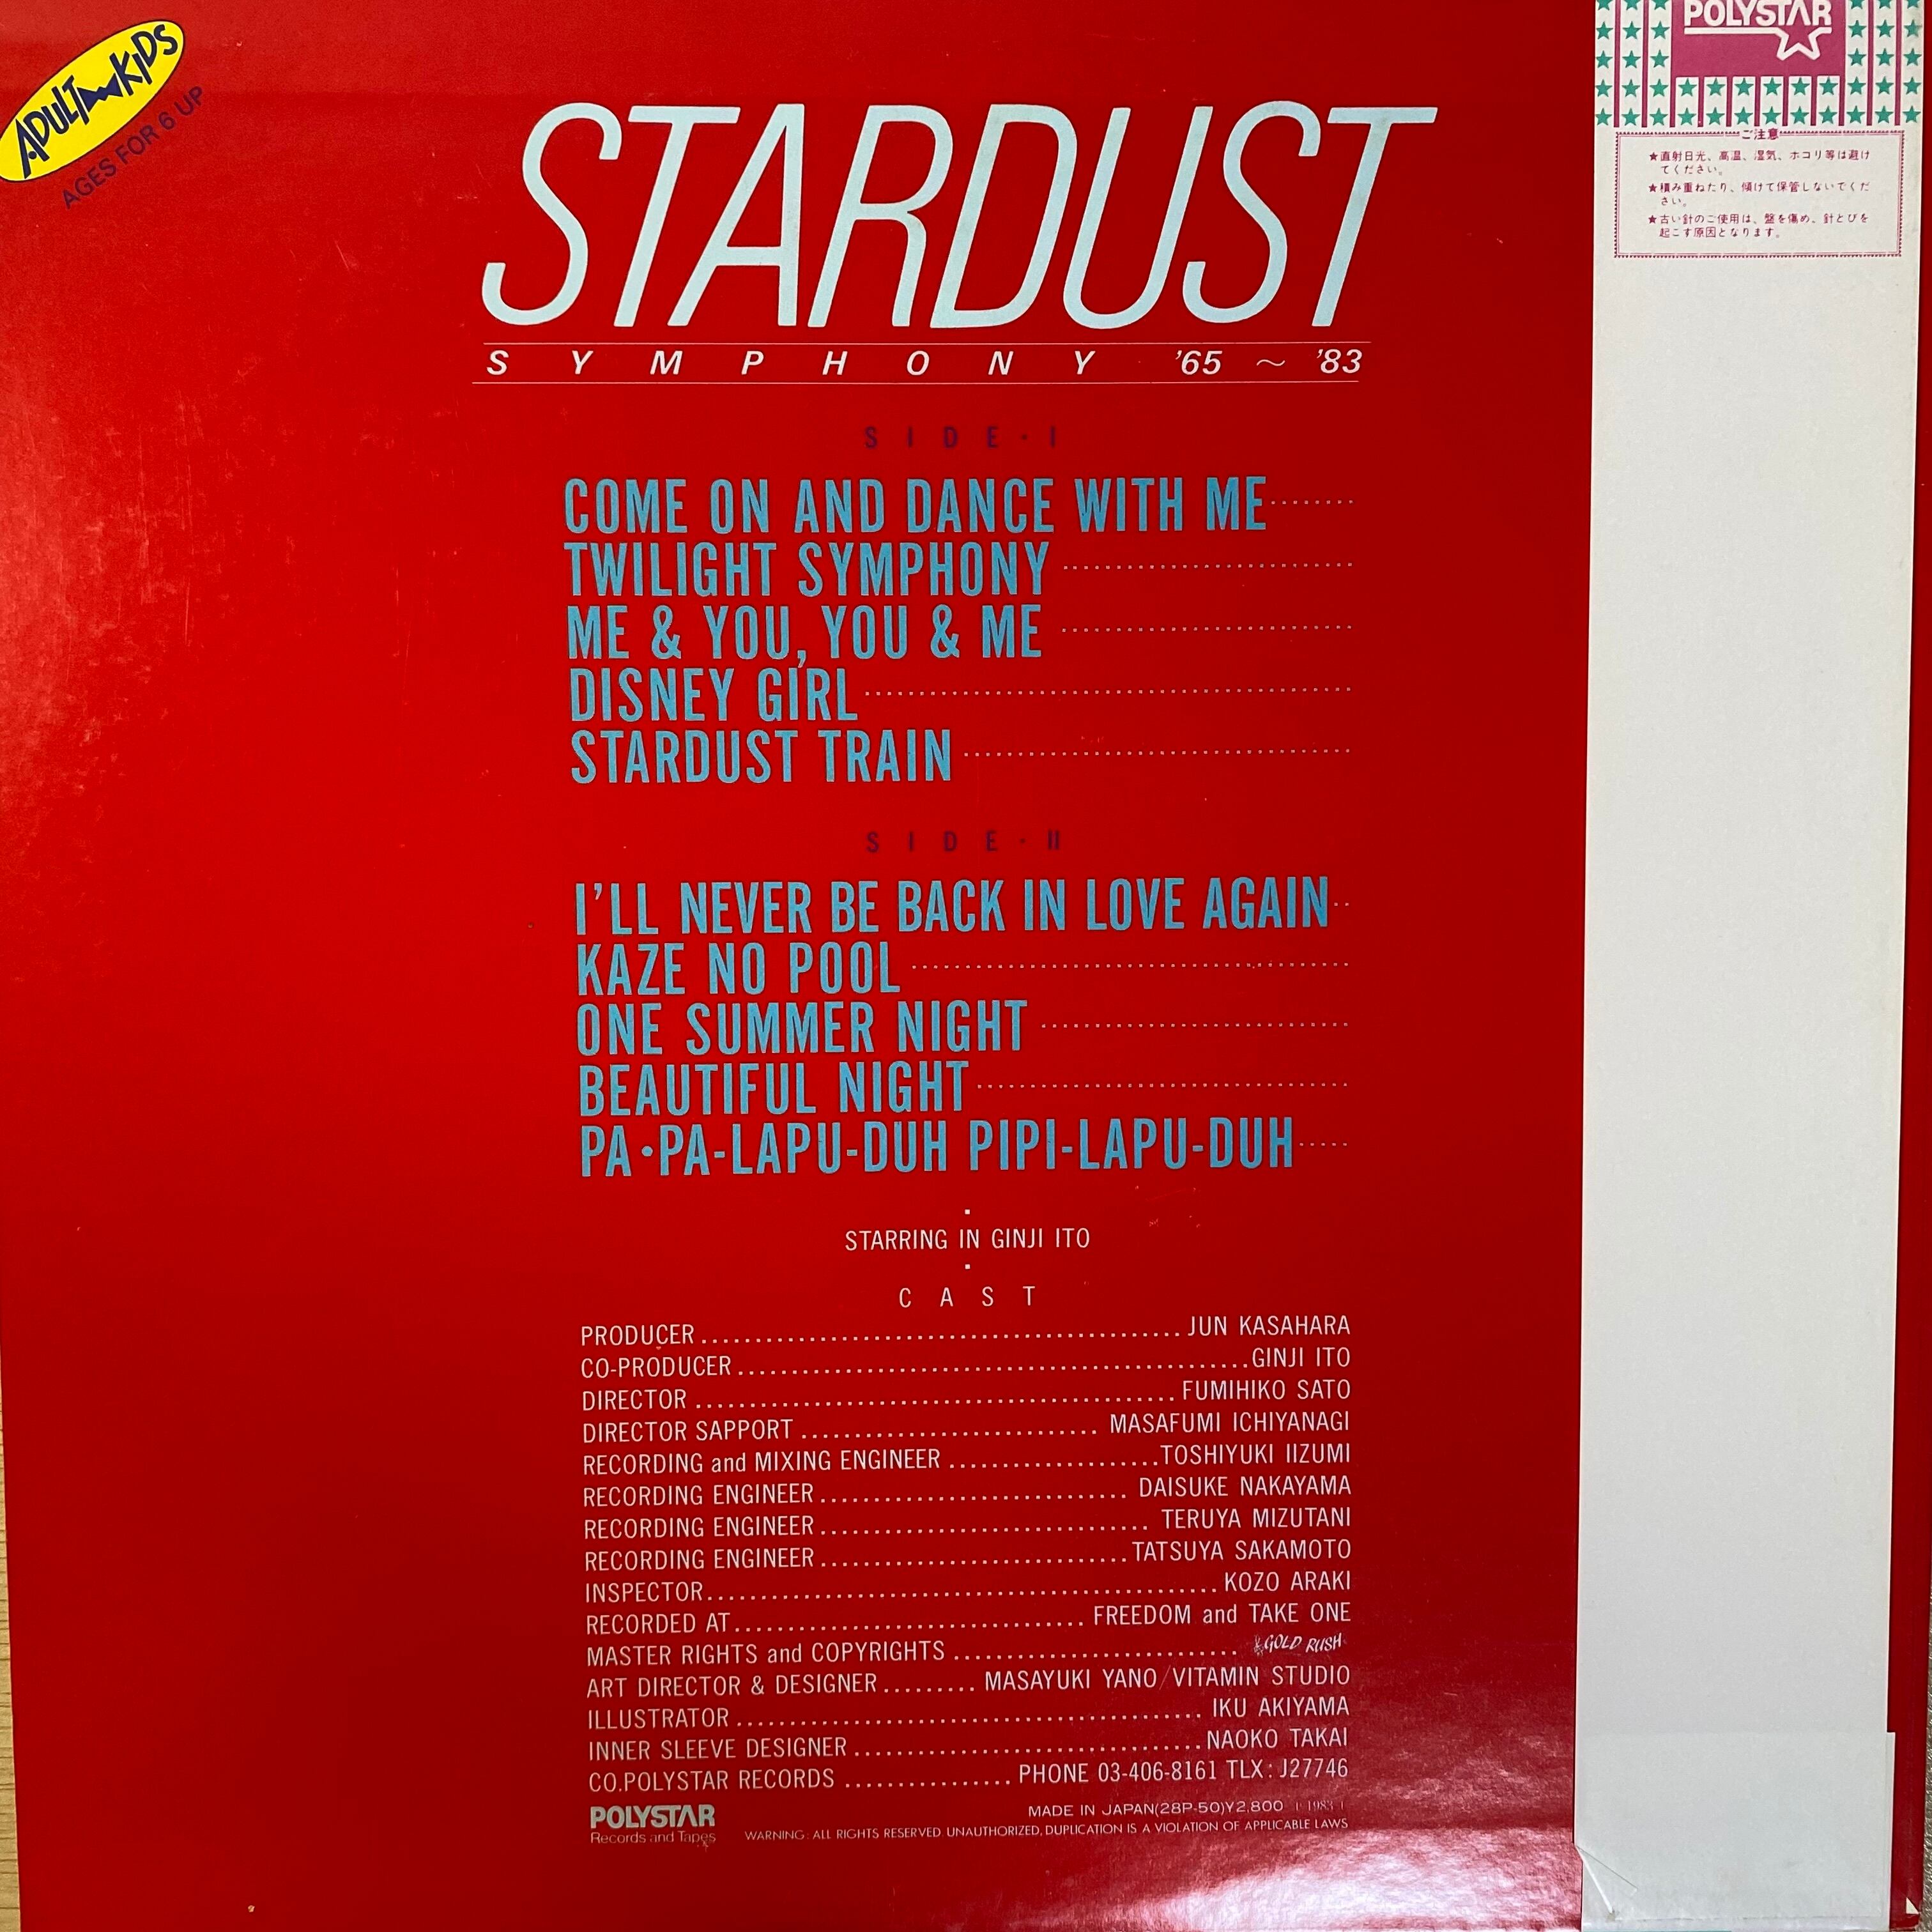 ADULT KIDS
AGES FOR 6 UP
POLYSTAR
ご注意
★直射日光、高温、湿気、ホコリ等は避け
てください。
★積み重ねたり、傾けて保管しないでくだ
さい。
★古い針のご使用は、盤を傷め、針とびを
起こす原因となります。
STARDUST
SYMPHONY '65 ～ '83
SIDE・I
COME ON AND DANCE WITH ME
TWILIGHT SYMPHONY
ME & YOU, YOU & ME
DISNEY GIRL
STARDUST TRAIN
SIDE・II
I'LL NEVER BE BACK IN LOVE AGAIN
KAZE NO POOL
ONE SUMMER NIGHT
BEAUTIFUL NIGHT
PA・PA-LAPU-DUH PIPI-LAPU-DUH
STARRING IN GINJI ITO
CAST
PRODUCER JUN KASAHARA
CO-PRODUCER GINJI ITO
DIRECTOR FUMIHIKO SATO
DIRECTOR SAPPORT MASAFUMI ICHIYANAGI
RECORDING and MIXING ENGINEER TOSHIYUKI IIZUMI
RECORDING ENGINEER DAISUKE NAKAYAMA
RECORDING ENGINEER TERUYA MIZUTANI
RECORDING ENGINEER TATSUYA SAKAMOTO
INSPECTOR KOZO ARAKI
RECORDED AT FREEDOM and TAKE ONE
MASTER RIGHTS and COPYRIGHTS GOLD RUSH
ART DIRECTOR & DESIGNER MASAYUKI YANO/VITAMIN STUDIO
ILLUSTRATOR IKU AKIYAMA
INNER SLEEVE DESIGNER NAOKO TAKAI
CO.POLYSTAR RECORDS PHONE 03-406-8161 TLX: J27746
POLYSTAR
Records and Tapes
MADE IN JAPAN(28P-50)Y2,800 1983
WARNING: ALL RIGHTS RESERVED UNAUTHORIZED, DUPLICATION IS A VIOLATION OF APPLICABLE LAWS